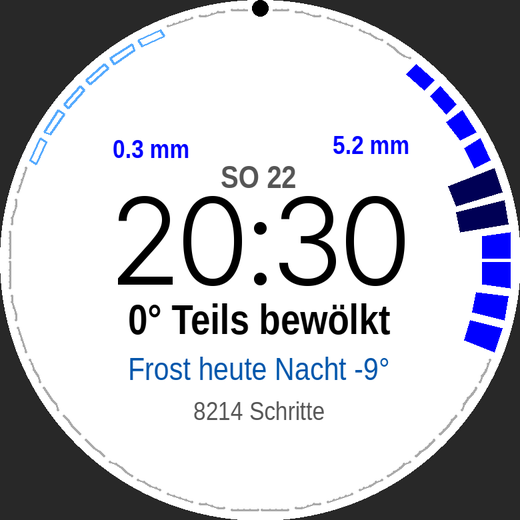 0.3 mm
5.2 mm
SO 22
20:30
0° Teils bewölkt
Frost heute Nacht -9°
8214 Schritte